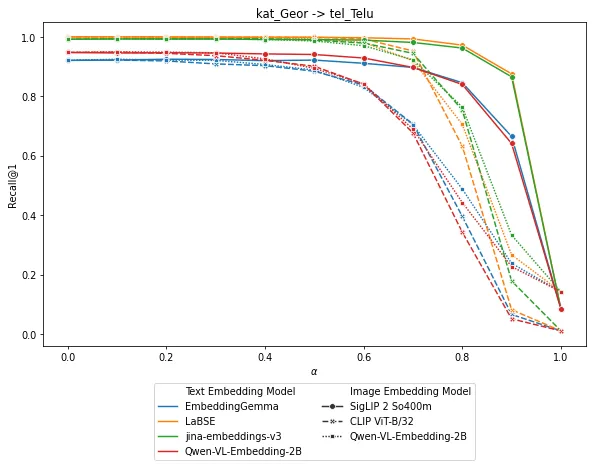 kat_Geor -> tel_Telu
Recall@1
1.0
0.8
0.6
0.4
0.2
0.0
0.0 0.2 0.4 0.6 0.8 1.0
α
Text Embedding Model
EmbeddingGemma
LaBSE
jina-embeddings-v3
Qwen-VL-Embedding-2B
Image Embedding Model
SigLIP 2 So400m
CLIP ViT-B/32
Qwen-VL-Embedding-2B